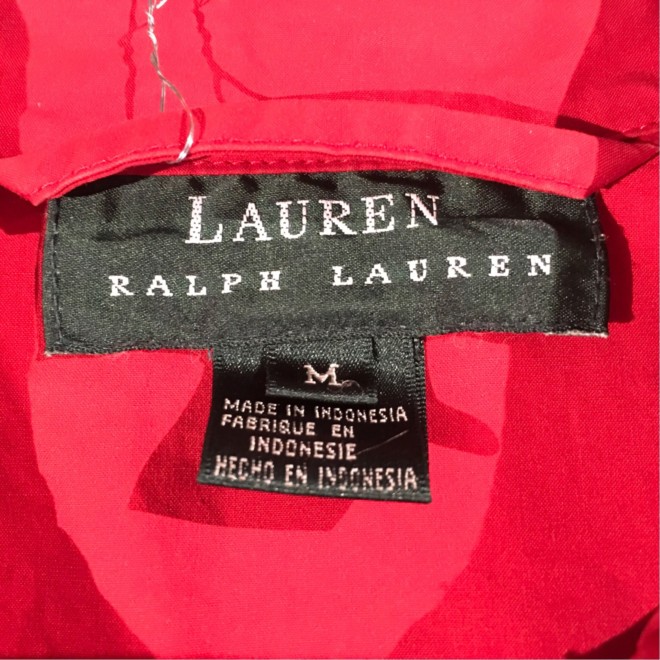 LAUREN
RALPH LAUREN
M
MADE IN INDONESIA
FABRIQUE EN
INDONESIE
HECHO EN INDONESIA